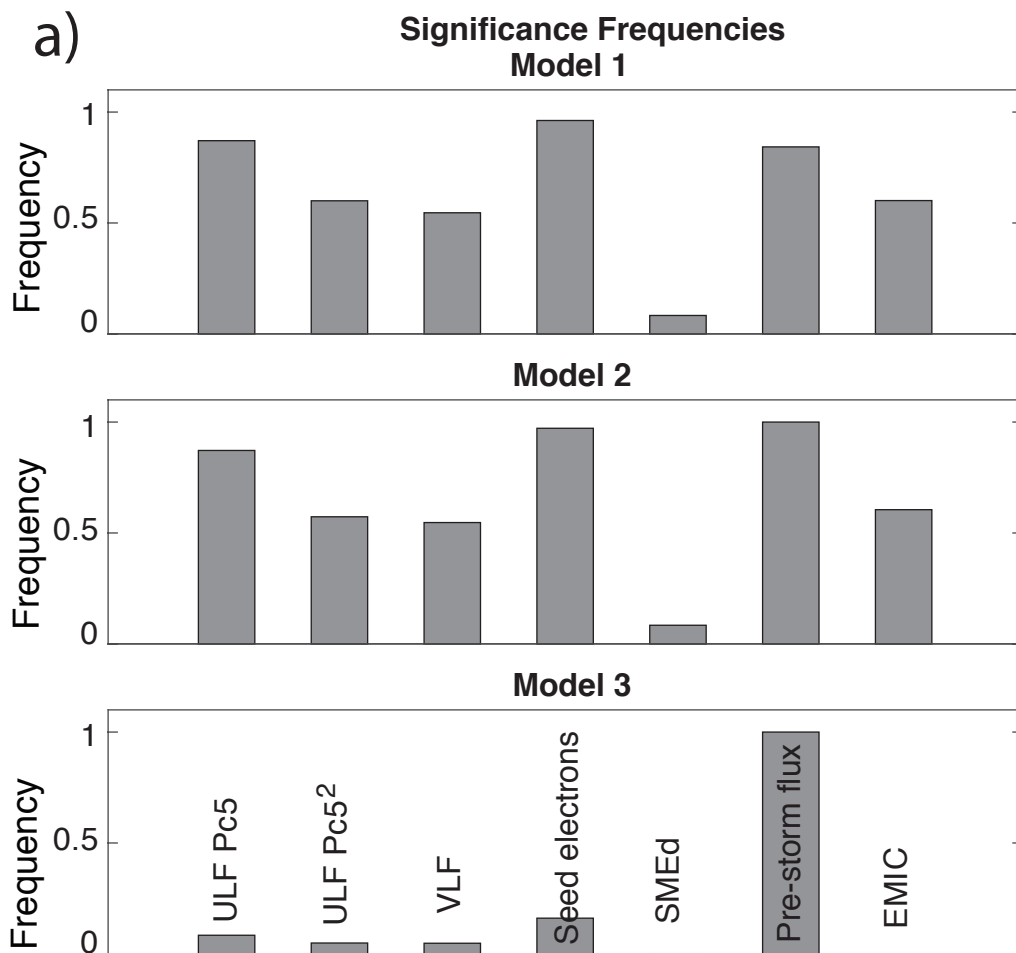 a)
Significance Frequencies
Model 1
Frequency
1
0.5
0
Model 2
Frequency
1
0.5
0
Model 3
Frequency
1
0.5
0
ULF Pc5
ULF Pc5²
VLF
Seed electrons
SMEd
Pre-storm flux
EMIC